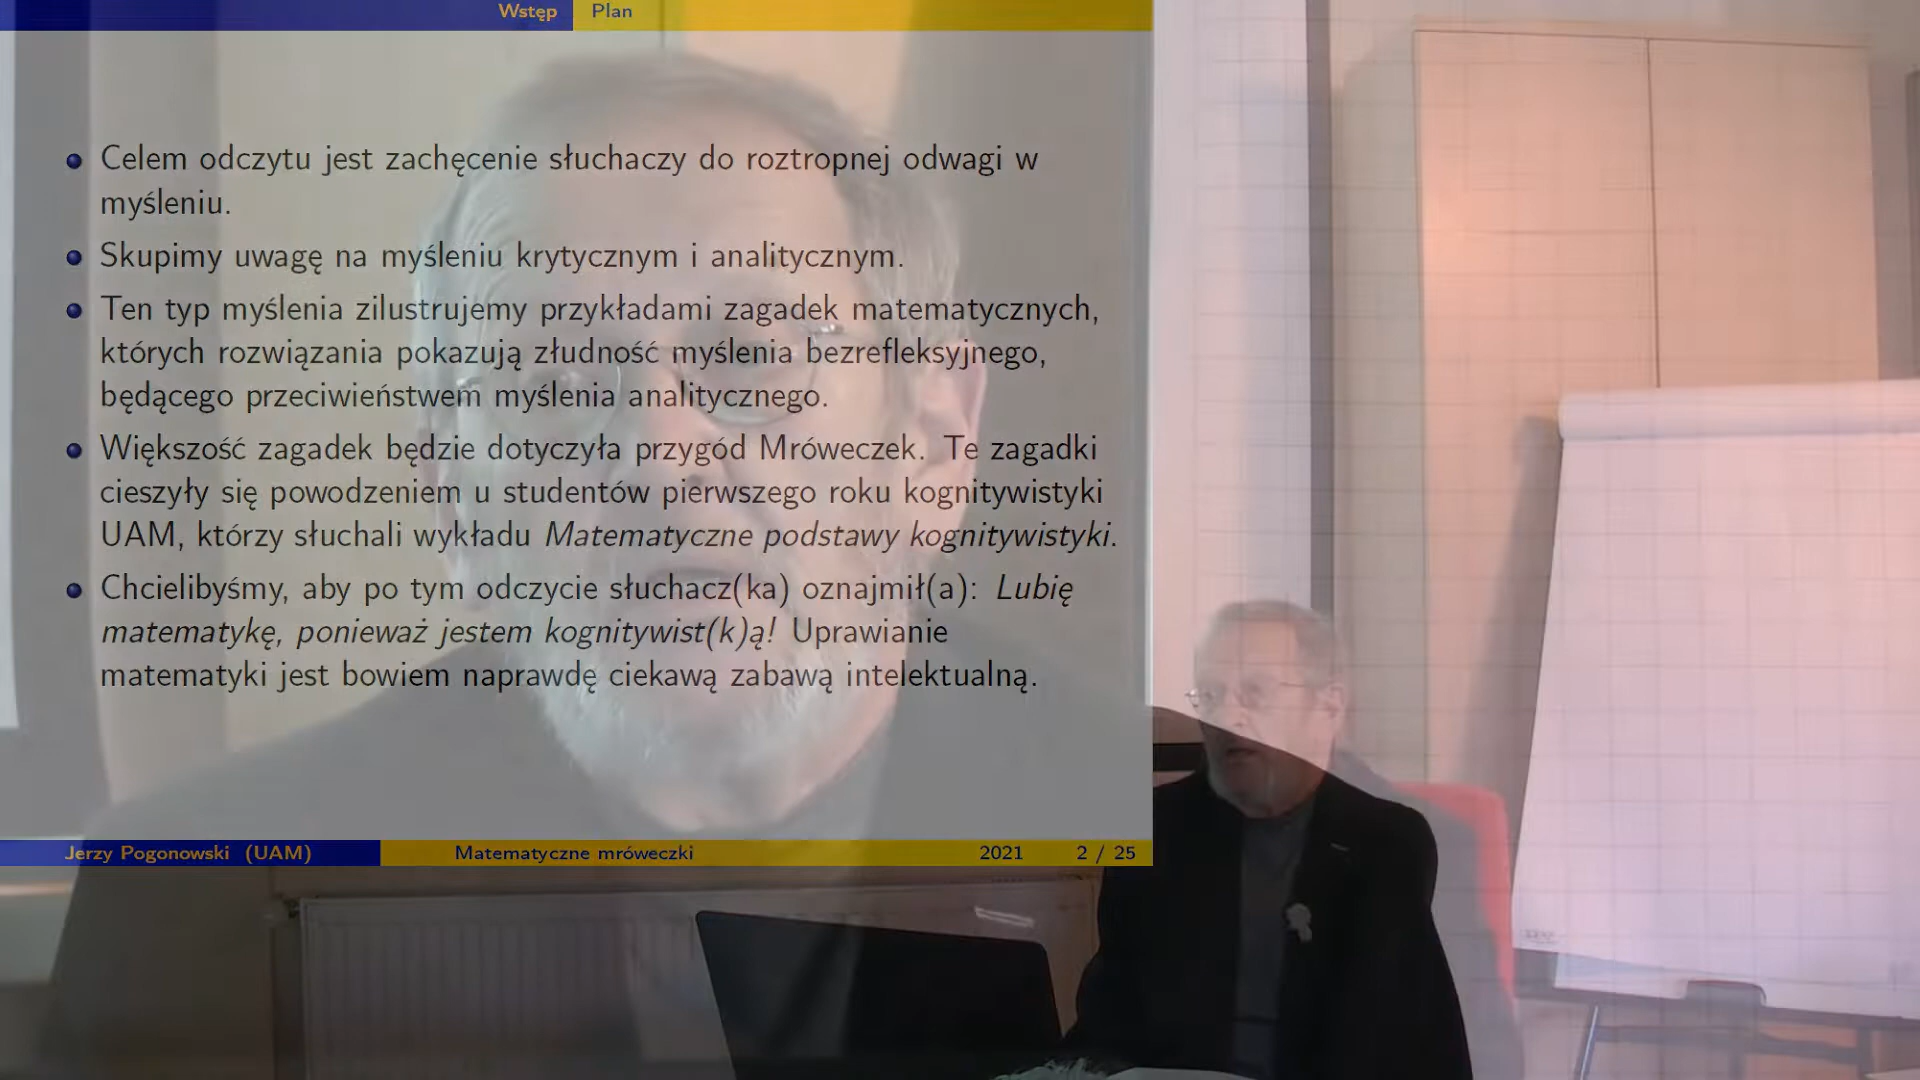 Wstęp Plan
Celem odczytu jest zachęcenie słuchaczy do roztropnej odwagi w
myśleniu.
Skupimy uwagę na myśleniu krytycznym i analitycznym.
Ten typ myślenia zilustrujemy przykładami zagadek matematycznych,
których rozwiązania pokazują złudność myślenia bezrefleksyjnego,
będącego przeciwieństwem myślenia analitycznego.
Większość zagadek będzie dotyczyła przygód Mróweczek. Te zagadki
cieszyły się powodzeniem u studentów pierwszego roku kognitywistyki
UAM, którzy słuchali wykładu Matematyczne podstawy kognitywistyki.
Chcielibyśmy, aby po tym odczycie słuchacz(ka) oznajmił(a): Lubię
matematykę, ponieważ jestem kognitywist(k)ą! Uprawianie
matematyki jest bowiem naprawdę ciekawą zabawą intelektualną.
Jerzy Pogonowski (UAM) Matematyczne mróweczki 2021 2 / 25